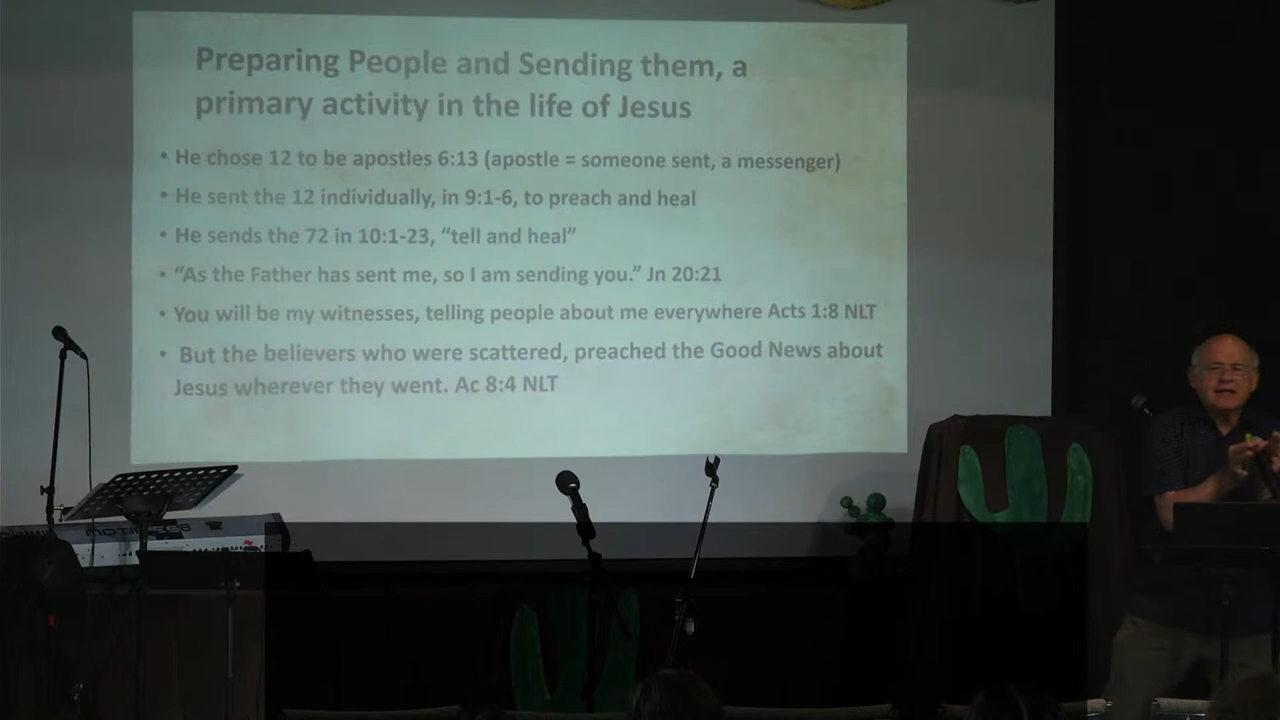 Preparing People and Sending them, a
primary activity in the life of Jesus
• He chose 12 to be apostles 6:13 (apostle = someone sent, a messenger)
• He sent the 12 individually, in 9:1-6, to preach and heal
• He sends the 72 in 10:1-23, “tell and heal”
• “As the Father has sent me, so I am sending you.” Jn 20:21
• You will be my witnesses, telling people about me everywhere Acts 1:8 NLT
• But the believers who were scattered, preached the Good News about
Jesus wherever they went. Ac 8:4 NLT